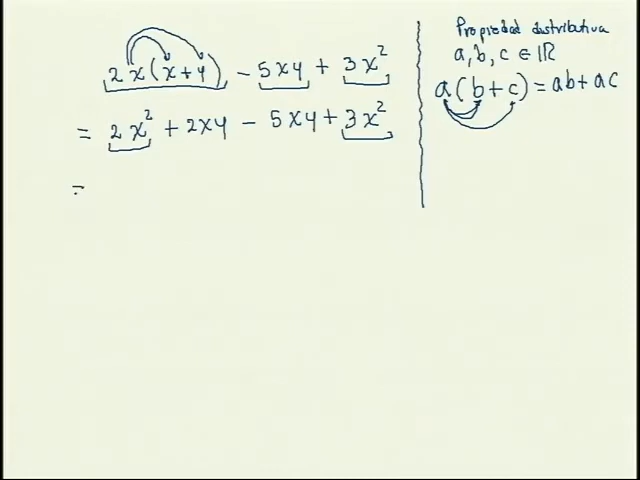 2x(x+y) - 5xy + 3x²
= 2x² + 2xy - 5xy + 3x²
=
Propiedad distributiva
a, b, c ∈ ℝ
a(b+c) = ab + ac